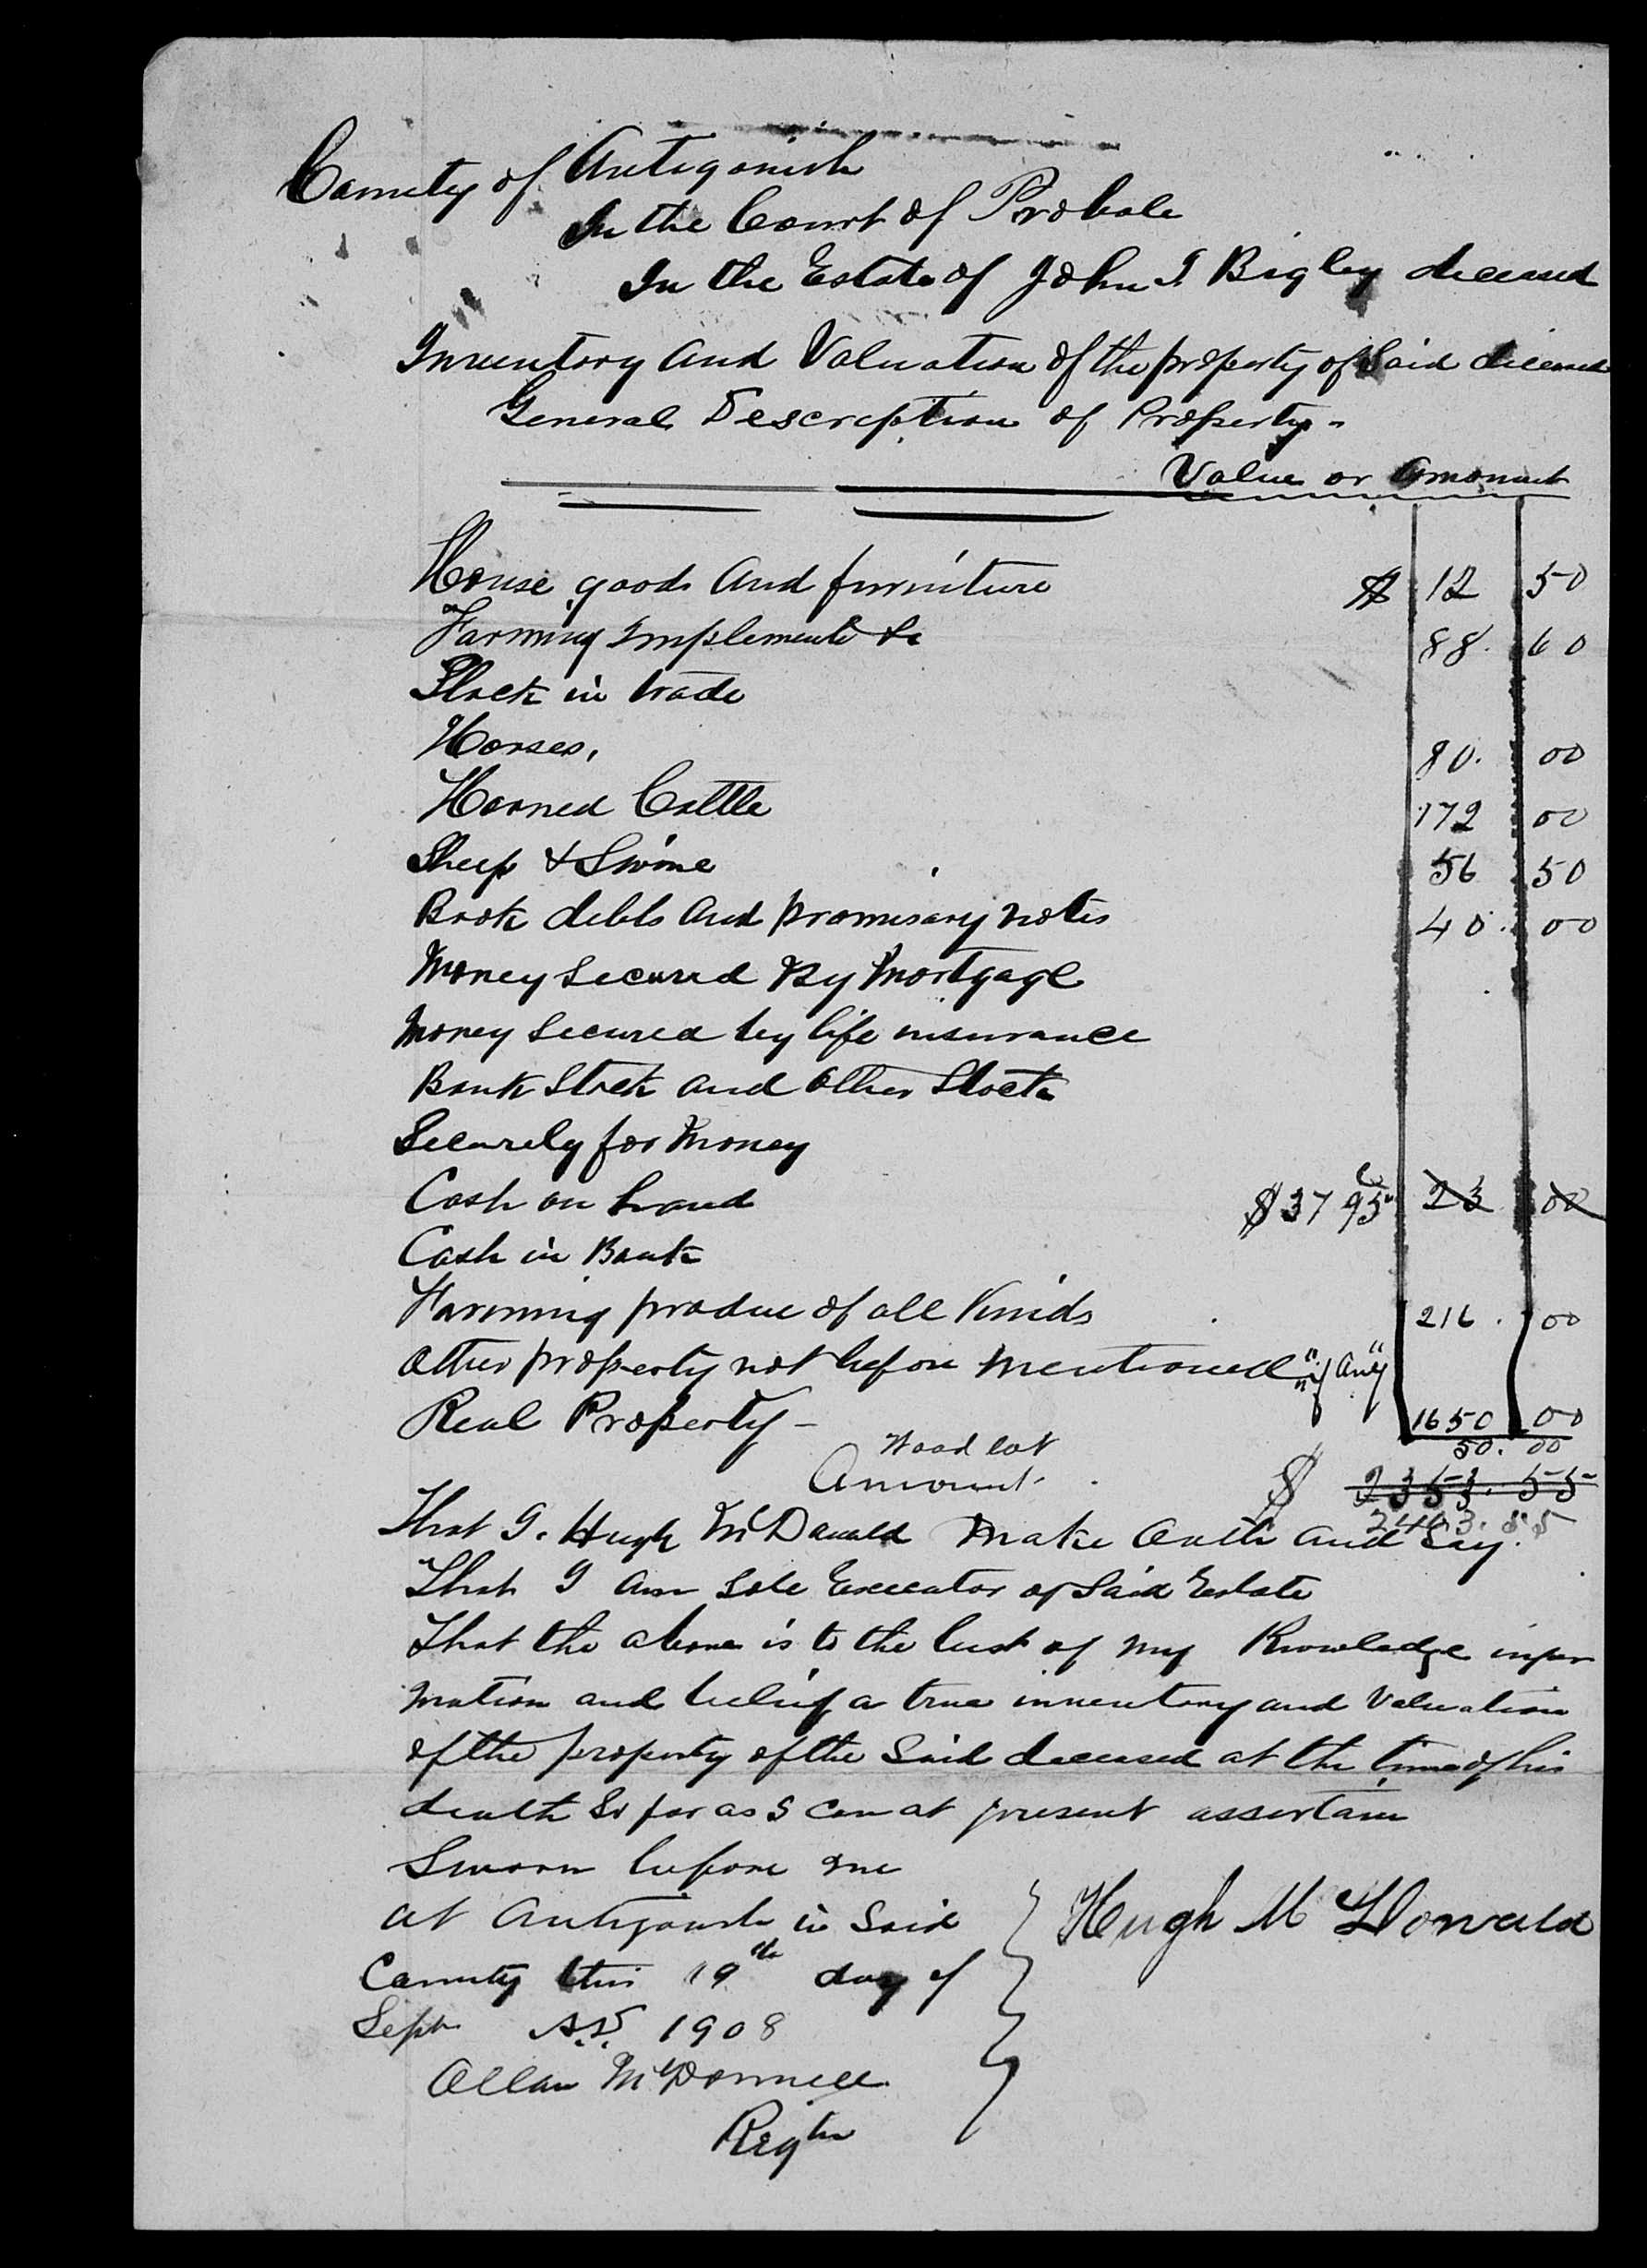 County of Antigonish
In the Court of Probate
In the Estate of John J Bigley deceased
Inventory and Valuation of the property of Said deceased
General Description of Property -
Value or Amount
House goods and furniture $ 12 50
Farming Implements &c 88. 60
Stock in trade
Horses, 80. 00
Horned Cattle 172 00
Sheep & Swine 56 50
Book debts and promisary notes 40. 00
Money Secured By Mortgage
Money Secured by life insurance
Bank Stock and other Stock
Security for Money
Cash on hand $37 95c 23 00
Cash in Bank
Farming produce of all kinds 216. 00
other property not before mentioned "if any"
Real Property - 1650 00
Wood lot 50. 00
Amount $ 2353. 55
2403. 55
That I. Hugh McDonald make oath and Say.
That I am Sole Executor of Said Estate
That the above is to the best of my Knowledge infor
mation and belief a true inventory and Valuation
of the property of the Said deceased at the time of his
death So far as I can at present assertain
Sworn before me
at Antigonish in Said
County this 19th day of
Sept A.D. 1908
Hugh McDonald
Allan McDonnell
Regtr